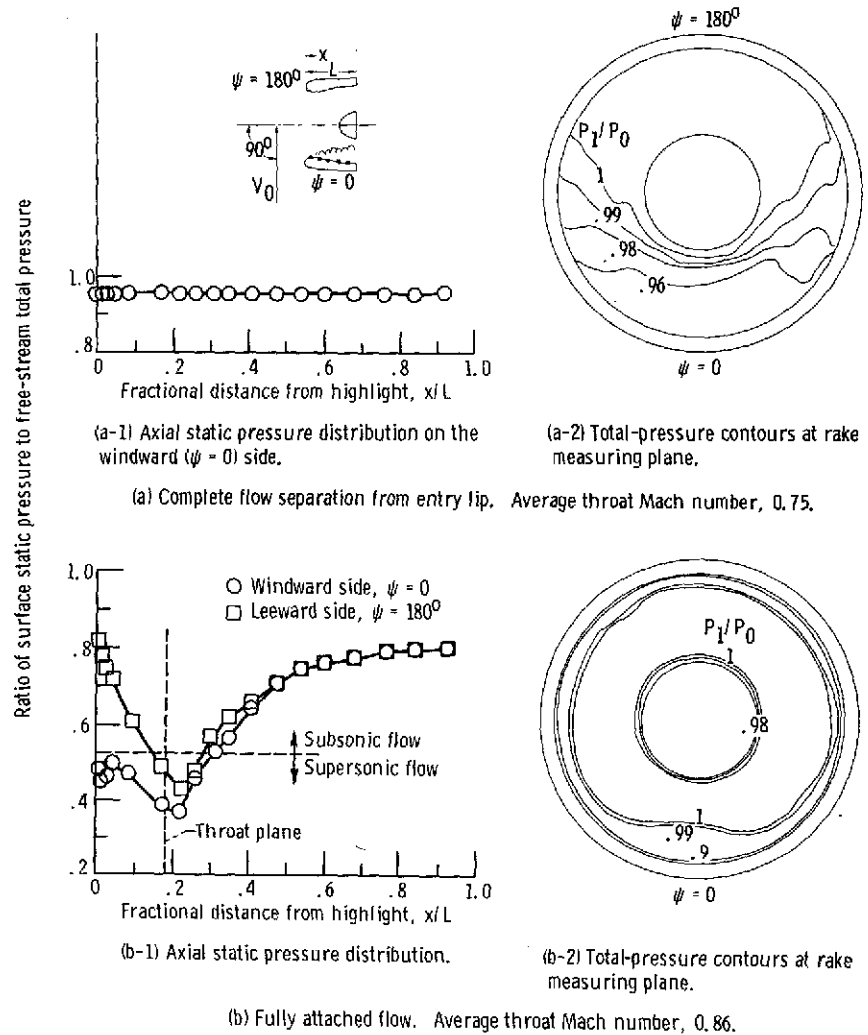 Ratio of surface static pressure to free-stream total pressure
x
L
ψ = 180⁰
90⁰
V₀
ψ = 0
1.0
.8
0 .2 .4 .6 .8 1.0
Fractional distance from highlight, x/L
(a-1) Axial static pressure distribution on the
windward (ψ = 0) side.
ψ = 180⁰
P₁/P₀
1
.99
.98
.96
ψ = 0
(a-2) Total-pressure contours at rake
measuring plane.
(a) Complete flow separation from entry lip. Average throat Mach number, 0.75.
1.0
.8
.6
.4
.2
Windward side, ψ = 0
Leeward side, ψ = 180⁰
Subsonic flow
Supersonic flow
Throat plane
0 .2 .4 .6 .8 1.0
Fractional distance from highlight, x/L
(b-1) Axial static pressure distribution.
P₁/P₀
1
.98
1
.99
.9
ψ = 0
(b-2) Total-pressure contours at rake
measuring plane.
(b) Fully attached flow. Average throat Mach number, 0.86.